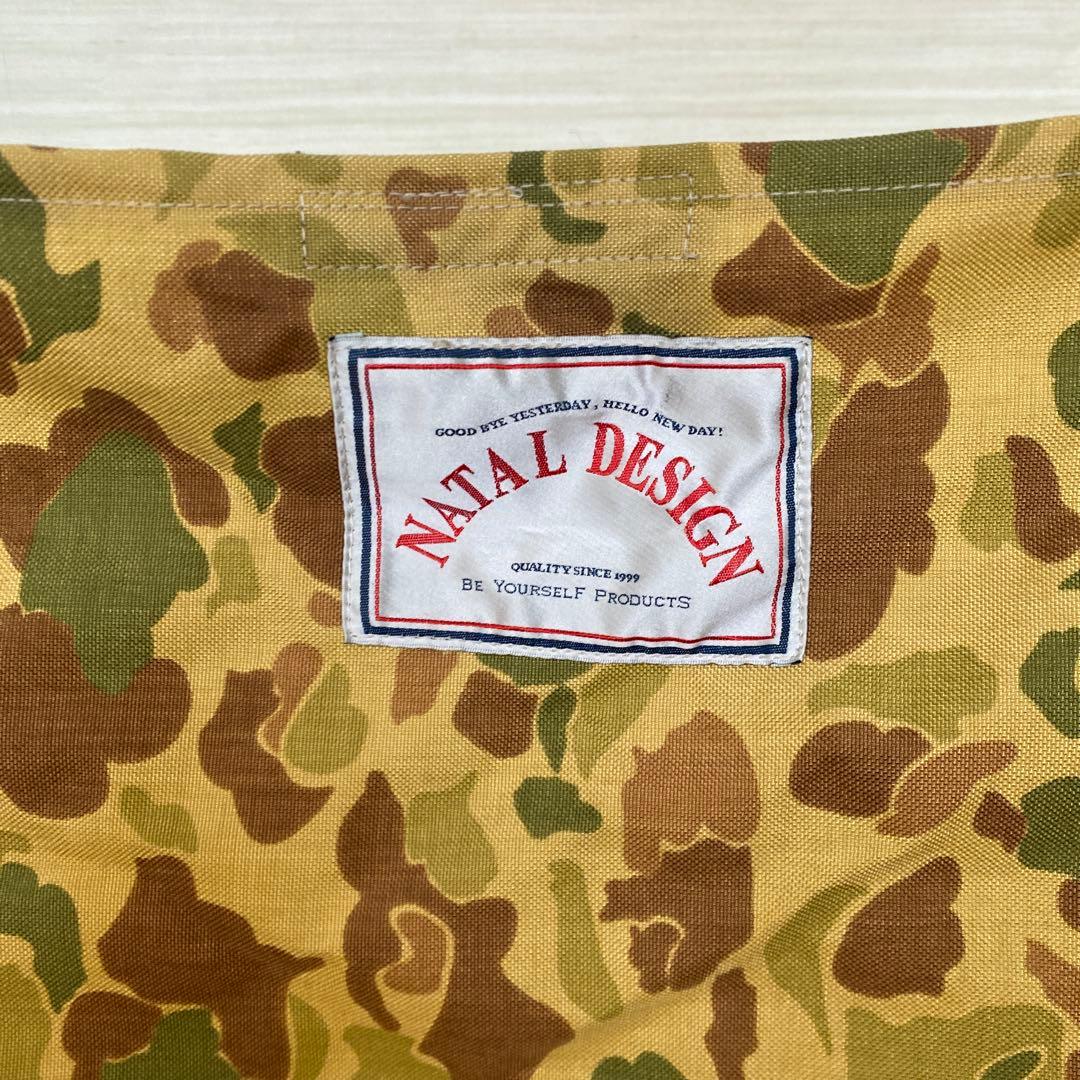 GOOD BYE YESTERDAY, HELLO NEW DAY!
NATAL DESIGN
QUALITY SINCE 1999
BE YOURSELF PRODUCTS